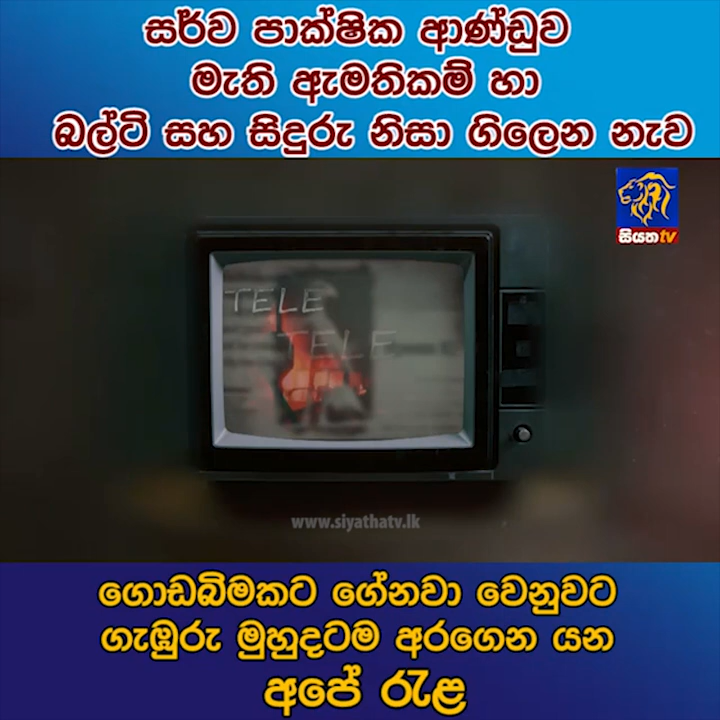 සර්ව පාක්ෂික ආණ්ඩුව
මැති ඇමතිකම් හා
බල්ටි සහ සිදුරු නිසා ගිලෙන නැව
සියත tv
TELE
TELE
www.siyathatv.lk
ගොඩබිමකට ගේනවා වෙනුවට
ගැඹුරු මුහුදටම අරගෙන යන
අපේ රැළ